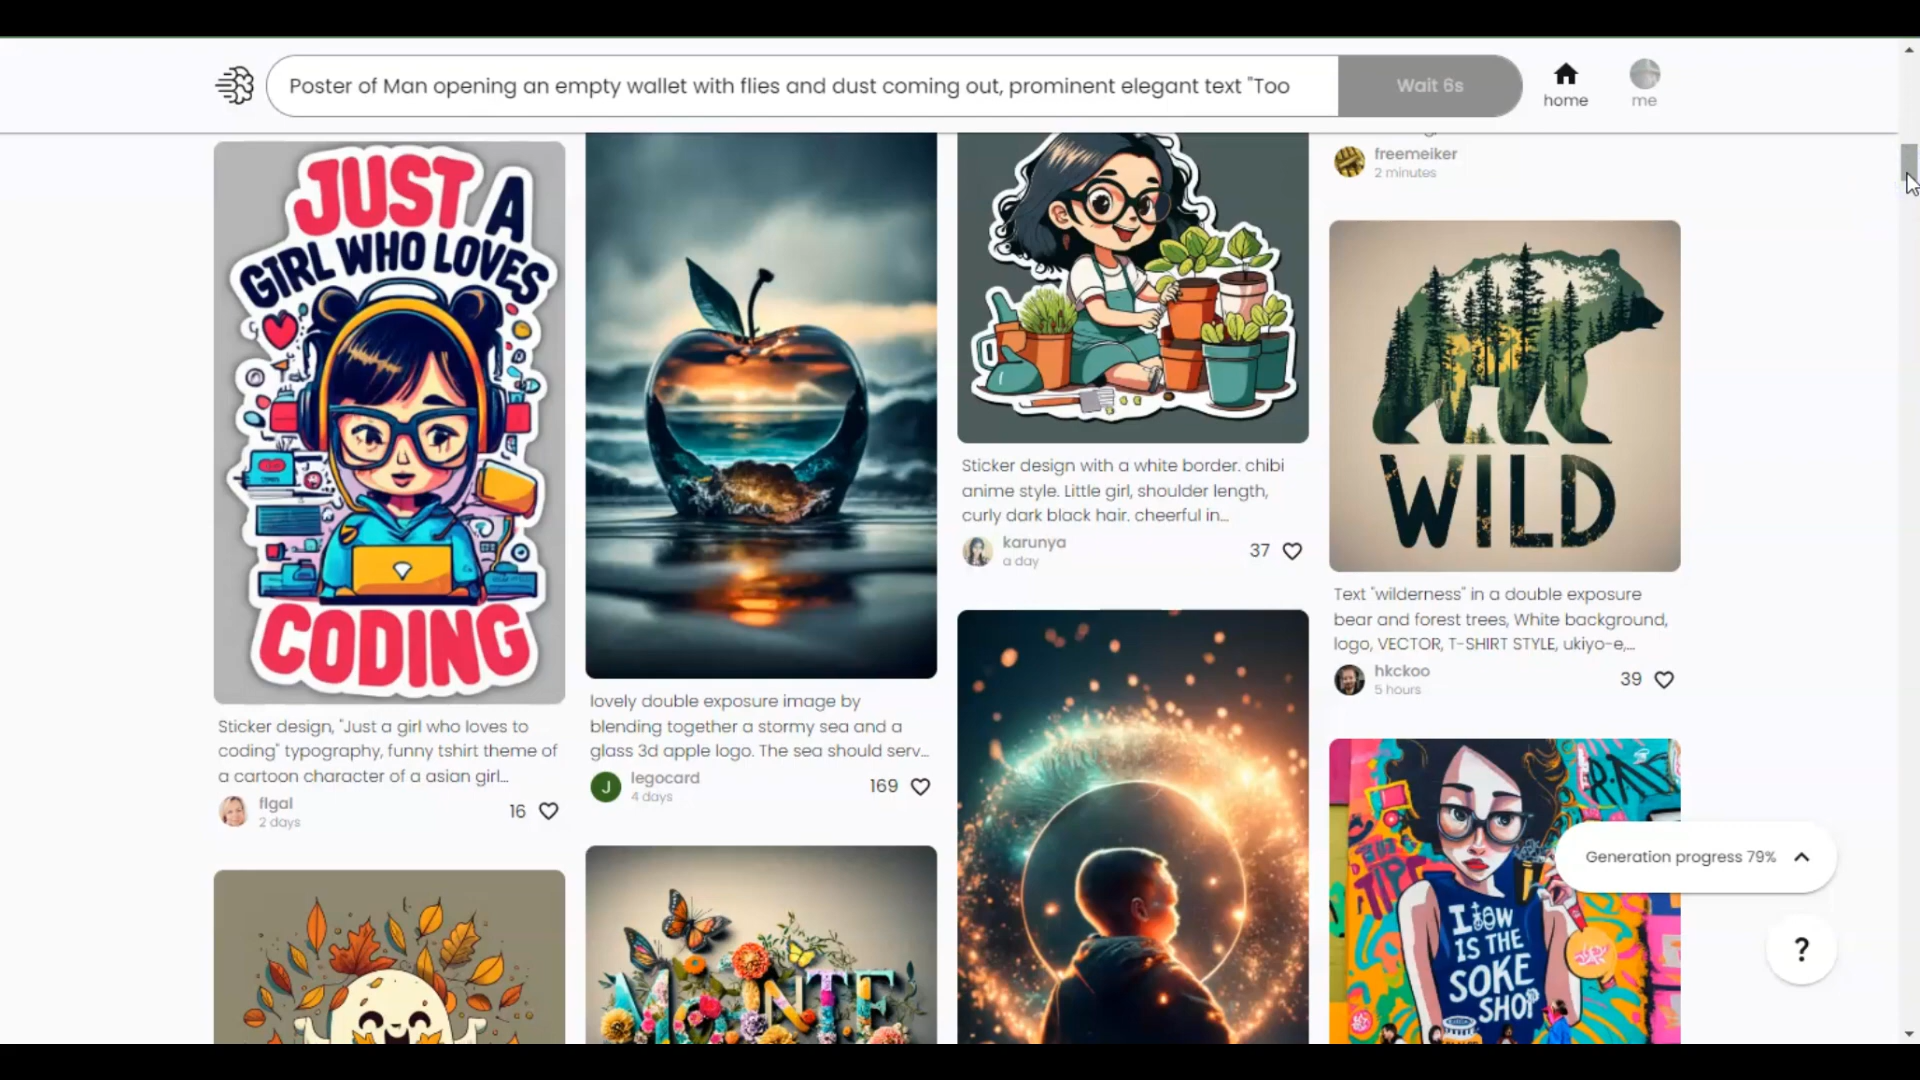 Poster of Man opening an empty wallet with flies and dust coming out, prominent elegant text "Too
Wait 6s
home
me
JUST A
GIRL WHO LOVES
CODING
Sticker design, "Just a girl who loves to
coding" typography, funny tshirt theme of
a cartoon character of a asian girl...
flgal
2 days
16
lovely double exposure image by
blending together a stormy sea and a
glass 3d apple logo. The sea should serv...
J
legocard
4 days
169
Sticker design with a white border. chibi
anime style. Little girl, shoulder length,
curly dark black hair. cheerful in...
karunya
a day
37
freemeiker
2 minutes
WILD
Text "wilderness" in a double exposure
bear and forest trees, White background,
logo, VECTOR, T-SHIRT STYLE, ukiyo-e,...
hkckoo
5 hours
39
IS THE
SOKE
SHOP
Generation progress 79%
?